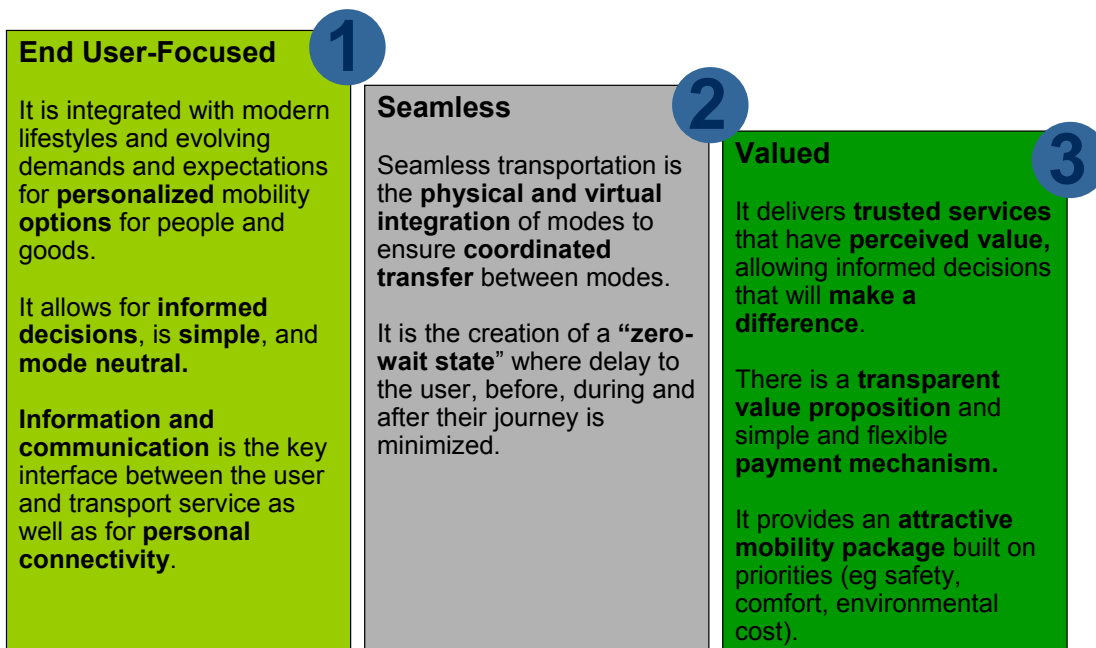 1
End User-Focused
It is integrated with modern
lifestyles and evolving
demands and expectations
for personalized mobility
options for people and
goods.
It allows for informed
decisions, is simple, and
mode neutral.
Information and
communication is the key
interface between the user
and transport service as
well as for personal
connectivity.
2
Seamless
Seamless transportation is
the physical and virtual
integration of modes to
ensure coordinated
transfer between modes.
It is the creation of a “zero-
wait state” where delay to
the user, before, during and
after their journey is
minimized.
3
Valued
It delivers trusted services
that have perceived value,
allowing informed decisions
that will make a
difference.
There is a transparent
value proposition and
simple and flexible
payment mechanism.
It provides an attractive
mobility package built on
priorities (eg safety,
comfort, environmental
cost).